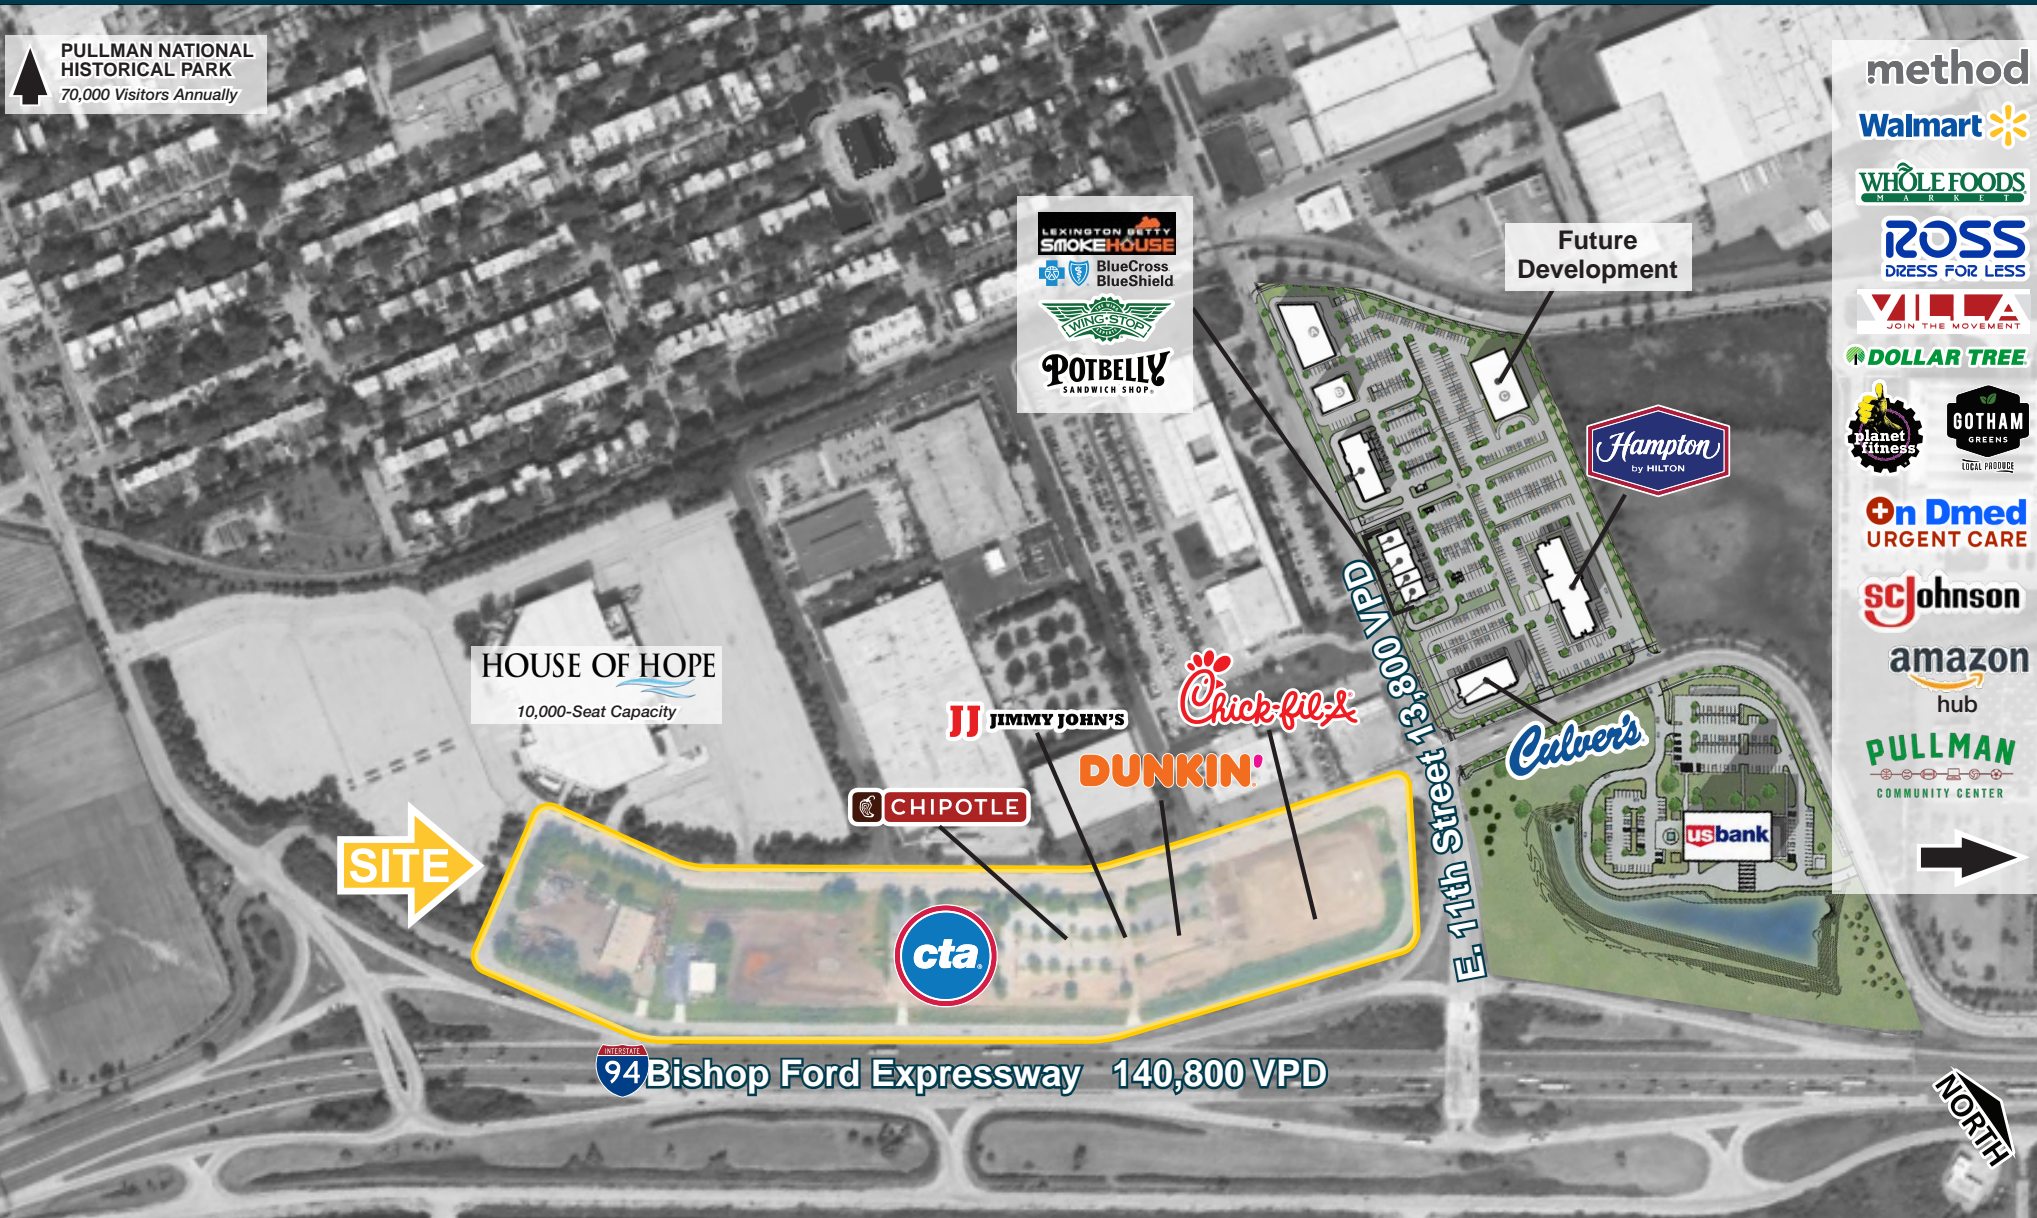 PULLMAN NATIONAL
HISTORICAL PARK
70,000 Visitors Annually
LEXINGTON BETTY
SMOKEHOUSE
BlueCross
BlueShield
WING·STOP
POTBELLY
SANDWICH SHOP
Future
Development
Hampton
by HILTON
method
Walmart
WHOLE FOODS
MARKET
ROSS
DRESS FOR LESS
VILLA
JOIN THE MOVEMENT
DOLLAR TREE
planet
fitness
GOTHAM
GREENS
LOCAL PRODUCE
On Dmed
URGENT CARE
SC Johnson
amazon
hub
PULLMAN
COMMUNITY CENTER
HOUSE OF HOPE
10,000-Seat Capacity
JJ JIMMY JOHN'S
Chick-fil-A
DUNKIN'
CHIPOTLE
Culver's
usbank
E. 11th Street 13,800 VPD
SITE
cta
INTERSTATE
94
Bishop Ford Expressway 140,800 VPD
NORTH